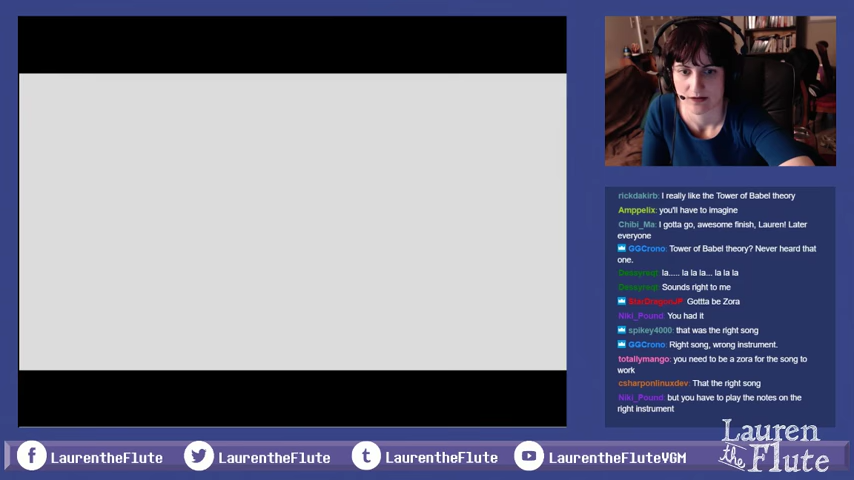 rickdakirb: I really like the Tower of Babel theory
Amppelix: you'll have to imagine
Chibi_Ma: I gotta go, awesome finish, Lauren! Later
everyone
GGCrono: Tower of Babel theory? Never heard that
one.
Dessyreqt: la..... la la la... la la la
Dessyreqt: Sounds right to me
StarDragonJP: Gottta be Zora
Niki_Pound: You had it
spikey4000: that was the right song
GGCrono: Right song, wrong instrument.
totallymango: you need to be a zora for the song to
work
csharponlinuxdev: That the right song
Niki_Pound: but you have to play the notes on the
right instrument
Lauren
the Flute
LaurentheFlute
LaurentheFlute
LaurentheFlute
LaurentheFluteVGM